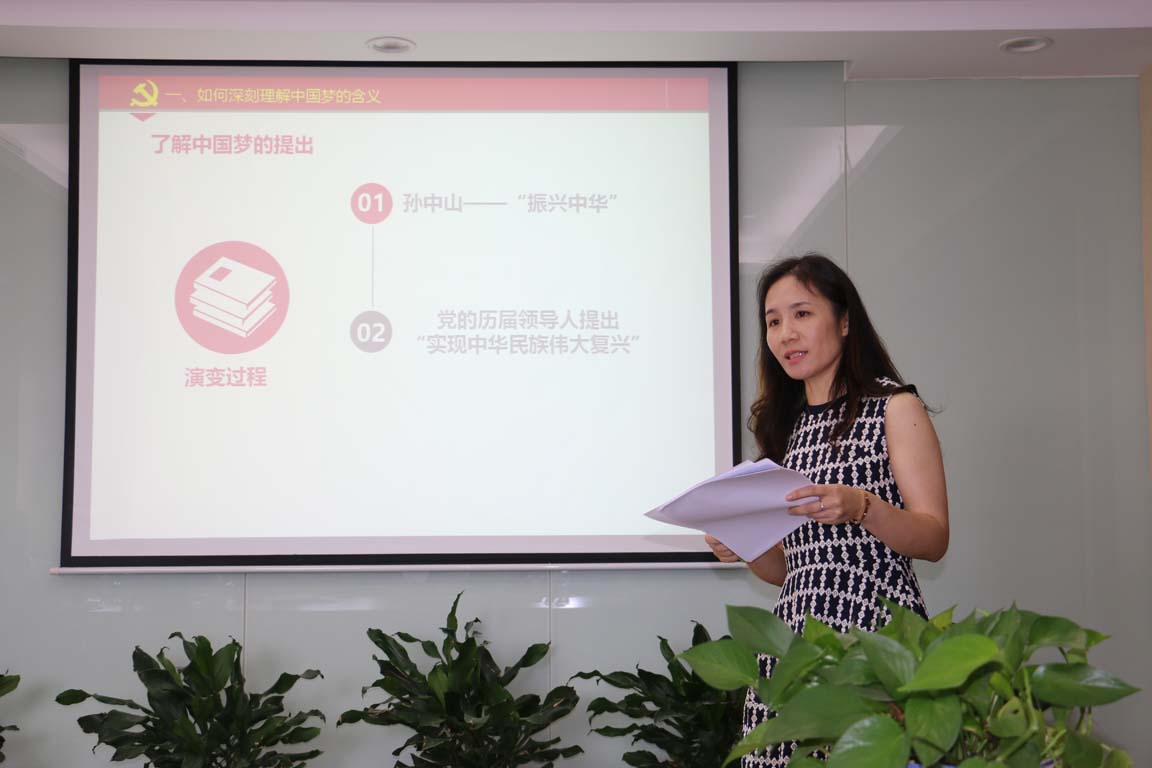 一、如何深刻理解中国梦的含义
了解中国梦的提出
01 孙中山——“振兴中华”
02 党的历届领导人提出
“实现中华民族伟大复兴”
演变过程